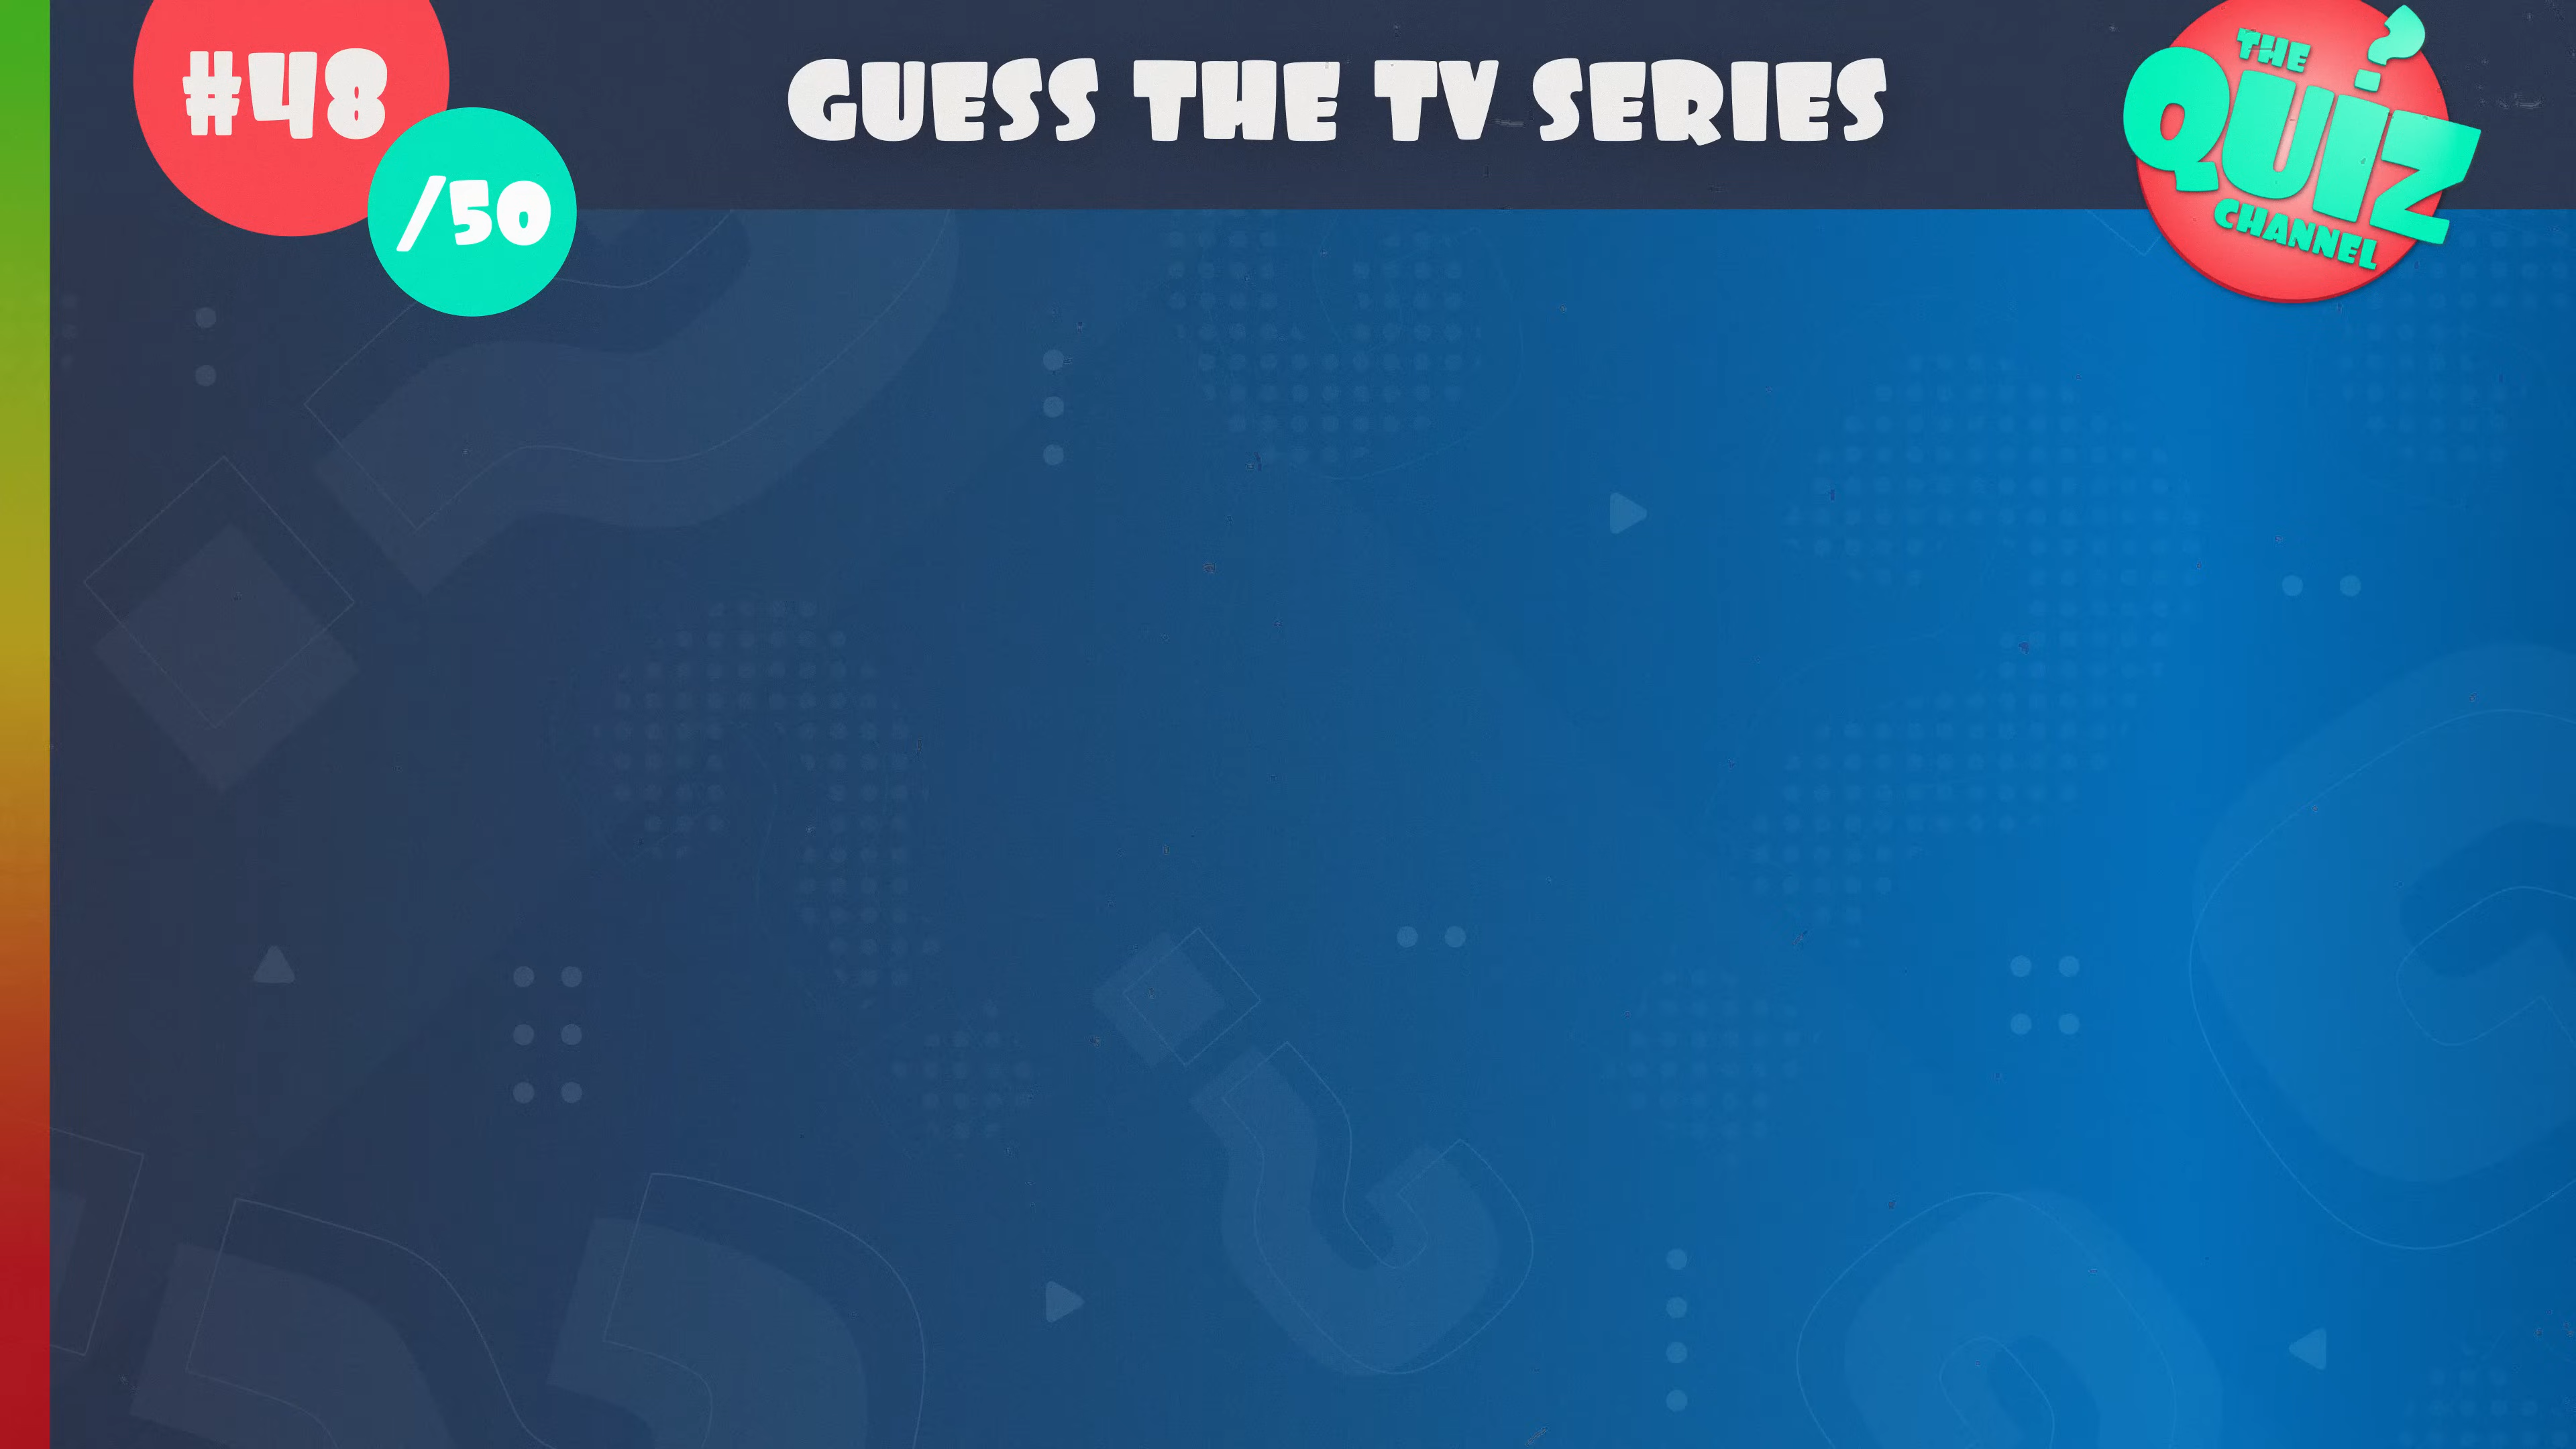 #48
/50
GUESS THE TV SERIES
THE
QUIZ
CHANNEL